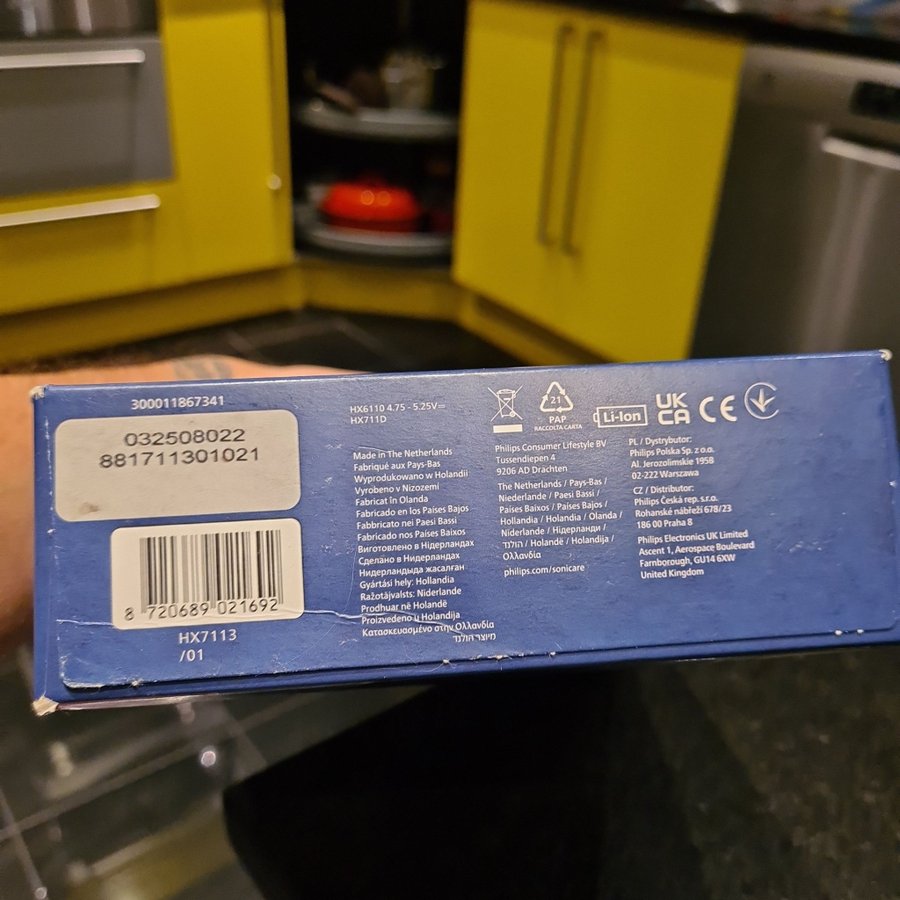 300011867341
032508022
881711301021
8 720689 021692
HX7113
/01
HX6110 4.75 - 5.25V⎓
HX711D
Made in The Netherlands
Fabriqué aux Pays-Bas
Wyprodukowano w Holandii
Vyrobeno v Nizozemí
Fabricat în Olanda
Fabricado en los Países Bajos
Fabbricato nei Paesi Bassi
Fabricado nos Países Baixos
Виготовлено в Нідерландах
Сделано в Нидерландах
Нидерландыда жасалған
Gyártási hely: Hollandia
Ražotājvalsts: Nīderlande
Prodhuar në Holandë
Proizvedeno u Holandija
Κατασκευασμένο στην Ολλανδία
מיוצר הולנד
21
PAP
RACCOLTA CARTA
Li-Ion
UK
CA
CE
Philips Consumer Lifestyle BV
Tussendiepen 4
9206 AD Drachten
The Netherlands / Pays-Bas /
Niederlande / Paesi Bassi /
Países Baixos / Países Bajos /
Hollandia / Holandia / Olanda /
Nīderlande / Нідерланди /
הולנד / Holandë / Holandija /
Ολλανδία
philips.com/sonicare
PL / Dystrybutor:
Philips Polska Sp. z o.o.
Al. Jerozolimskie 195B
02-222 Warszawa
CZ / Distributor:
Philips Česká rep. s.r.o.
Rohanské nábřeží 678/23
186 00 Praha 8
Philips Electronics UK Limited
Ascent 1, Aerospace Boulevard
Farnborough, GU14 6XW
United Kingdom